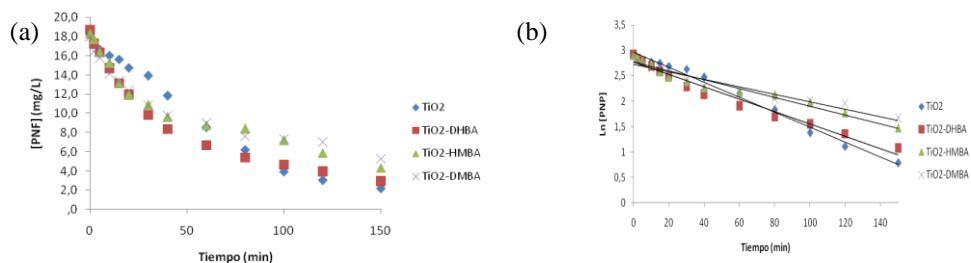 (a)
20,0
18,0
16,0
14,0
12,0
10,0
8,0
6,0
4,0
2,0
,0
[PNF] (mg/L)
0
50
100
150
Tiempo (min)
TiO2
TiO2-DHBA
TiO2-HMBA
TiO2-DMBA
(b)
3,5
3
2,5
2
1,5
1
0,5
0
Ln [PNP]
0
20
40
60
80
100
120
140
Tiempo (min)
TiO2
TiO2-DHBA
TiO2-HMBA
TiO2-DMBA